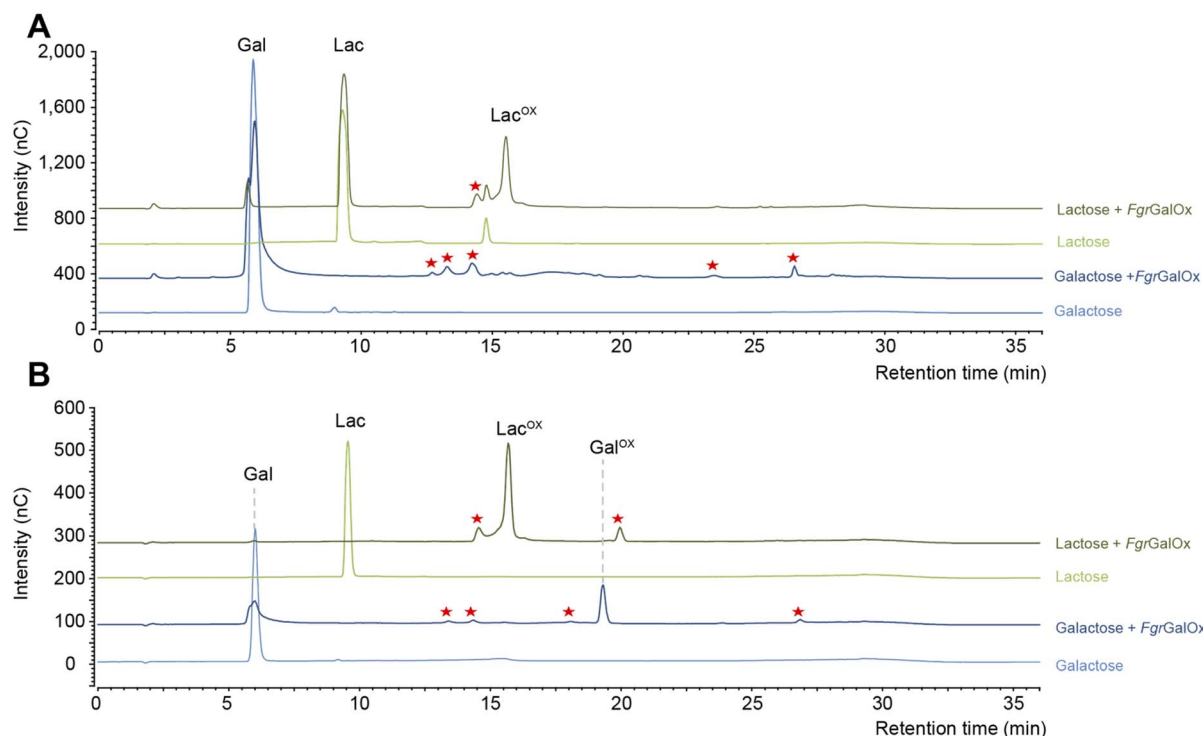 A
Gal
Lac
Lac^OX
2,000
1,600
1,200
800
400
0
Intensity (nC)
Lactose + FgrGalOx
Lactose
Galactose +FgrGalOx
Galactose
0 5 10 15 20 25 30 35
Retention time (min)
B
Gal
Lac
Lac^OX
Gal^OX
600
500
400
300
200
100
0
Intensity (nC)
Lactose + FgrGalOx
Lactose
Galactose + FgrGalOx
Galactose
0 5 10 15 20 25 30 35
Retention time (min)